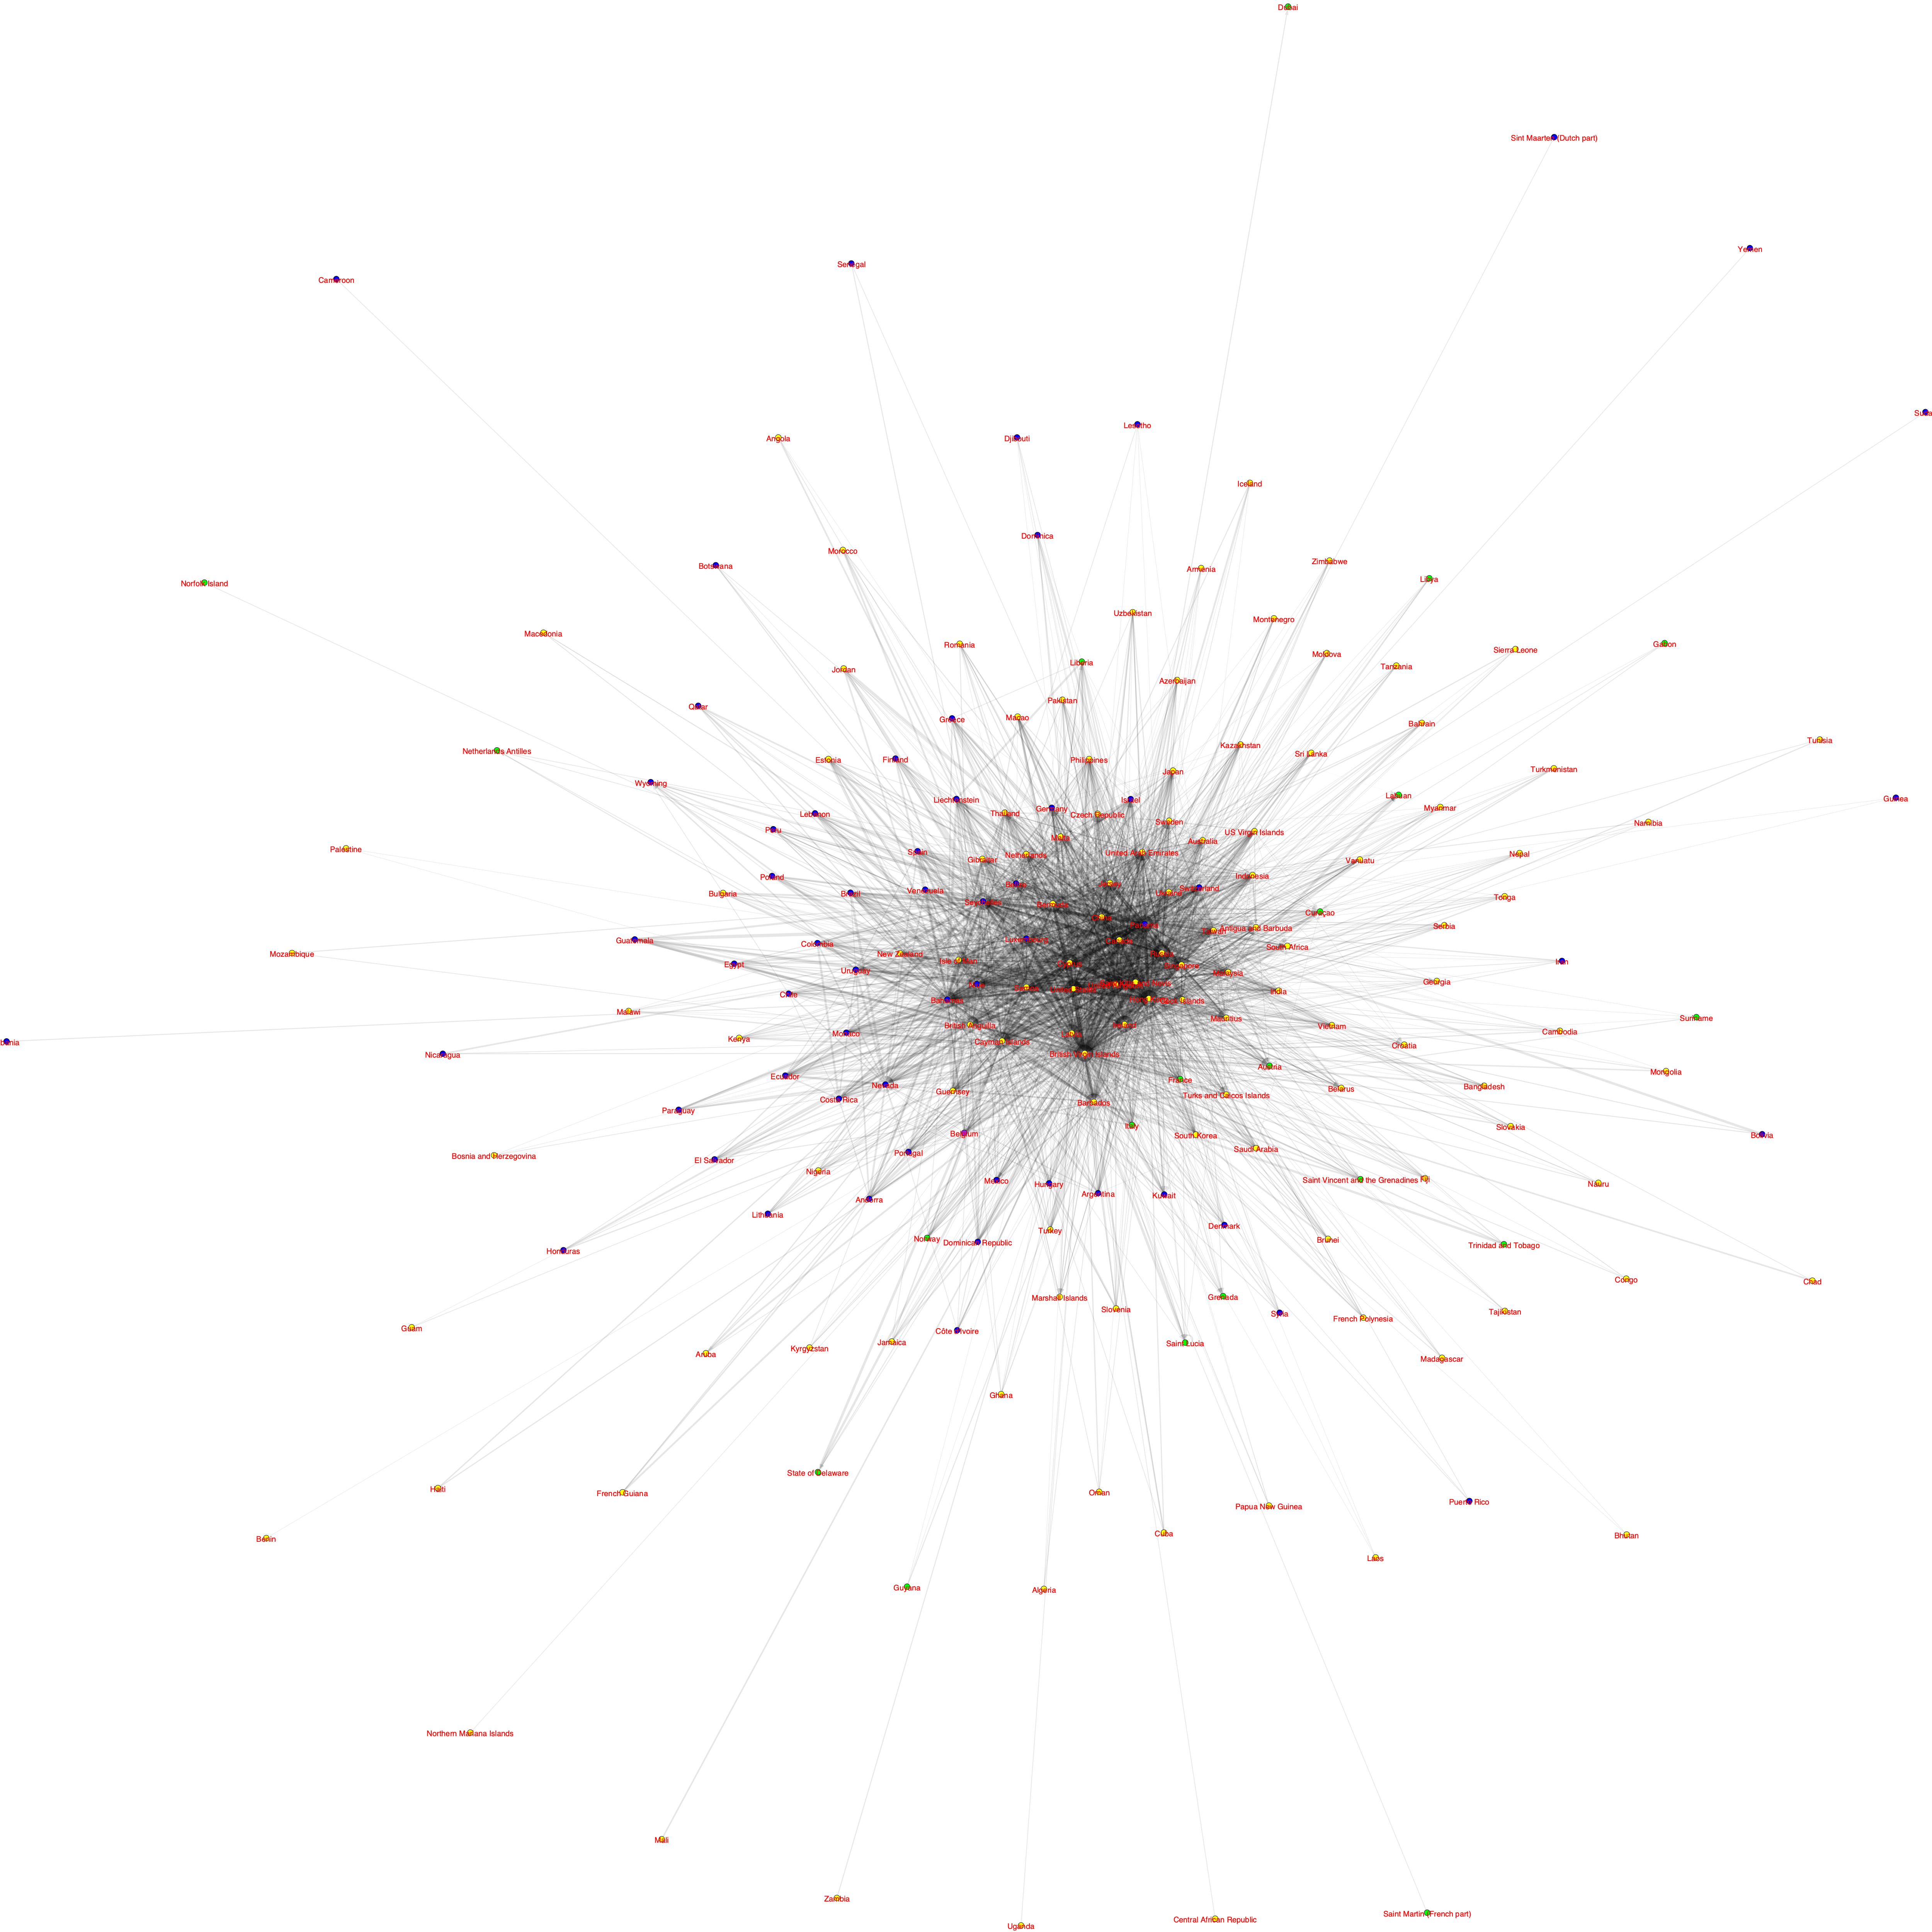 Dubai
Sint Maarten (Dutch part)
Yemen
Senegal
Cameroon
Lesotho
Djibouti
Angola
Iceland
Dominica
Morocco
Zimbabwe
Botswana
Armenia
Libya
Norfolk Island
Uzbekistan
Montenegro
Macedonia
Romania
Gabon
Sierra Leone
Moldova
Liberia
Tanzania
Jordan
Azerbaijan
Pakistan
Qatar
Macao
Greece
Bahrain
Tunisia
Kazakhstan
Netherlands Antilles
Sri Lanka
Estonia
Finland
Philippines
Turkmenistan
Japan
Wyoming
Labuan
Guinea
Liechtenstein
Israel
Myanmar
Germany
Lebanon
Thailand
Czech Republic
Sweden
Namibia
Peru
US Virgin Islands
Malta
Australia
Palestine
Spain
United Arab Emirates
Nepal
Netherlands
Gibraltar
Vanuatu
Poland
Indonesia
Switzerland
Venezuela
Bulgaria
Brazil
Tonga
Curaçao
Serbia
Antigua and Barbuda
Guatemala
Colombia
South Africa
Mozambique
New Zealand
Isle of Man
Egypt
Iran
Uruguay
Malaysia
Georgia
Chile
India
Bahamas
Malawi
Suriname
Mauritius
British Anguilla
Vietnam
Cambodia
Monaco
Kenya
Cayman Islands
bania
Croatia
Nicaragua
British Virgin Islands
Austria
Mongolia
Ecuador
France
Nevada
Bangladesh
Belarus
Guernsey
Turks and Caicos Islands
Costa Rica
Barbados
Paraguay
Italy
Slovakia
Belgium
South Korea
Bolivia
Saudi Arabia
Portugal
Bosnia and Herzegovina
El Salvador
Nigeria
Mexico
Saint Vincent and the Grenadines
Fiji
Hungary
Nauru
Argentina
Kuwait
Andorra
Lithuania
Denmark
Turkey
Norway
Dominican Republic
Brunei
Trinidad and Tobago
Honduras
Congo
Chad
Marshall Islands
Grenada
Slovenia
Tajikistan
Syria
French Polynesia
Guam
Côte d'Ivoire
Jamaica
Saint Lucia
Kyrgyzstan
Aruba
Madagascar
Ghana
State of Delaware
Haiti
French Guiana
Oman
Puerto Rico
Papua New Guinea
Cuba
Bhutan
Benin
Laos
Guyana
Algeria
Northern Mariana Islands
Mali
Zambia
Saint Martin (French part)
Central African Republic
Uganda